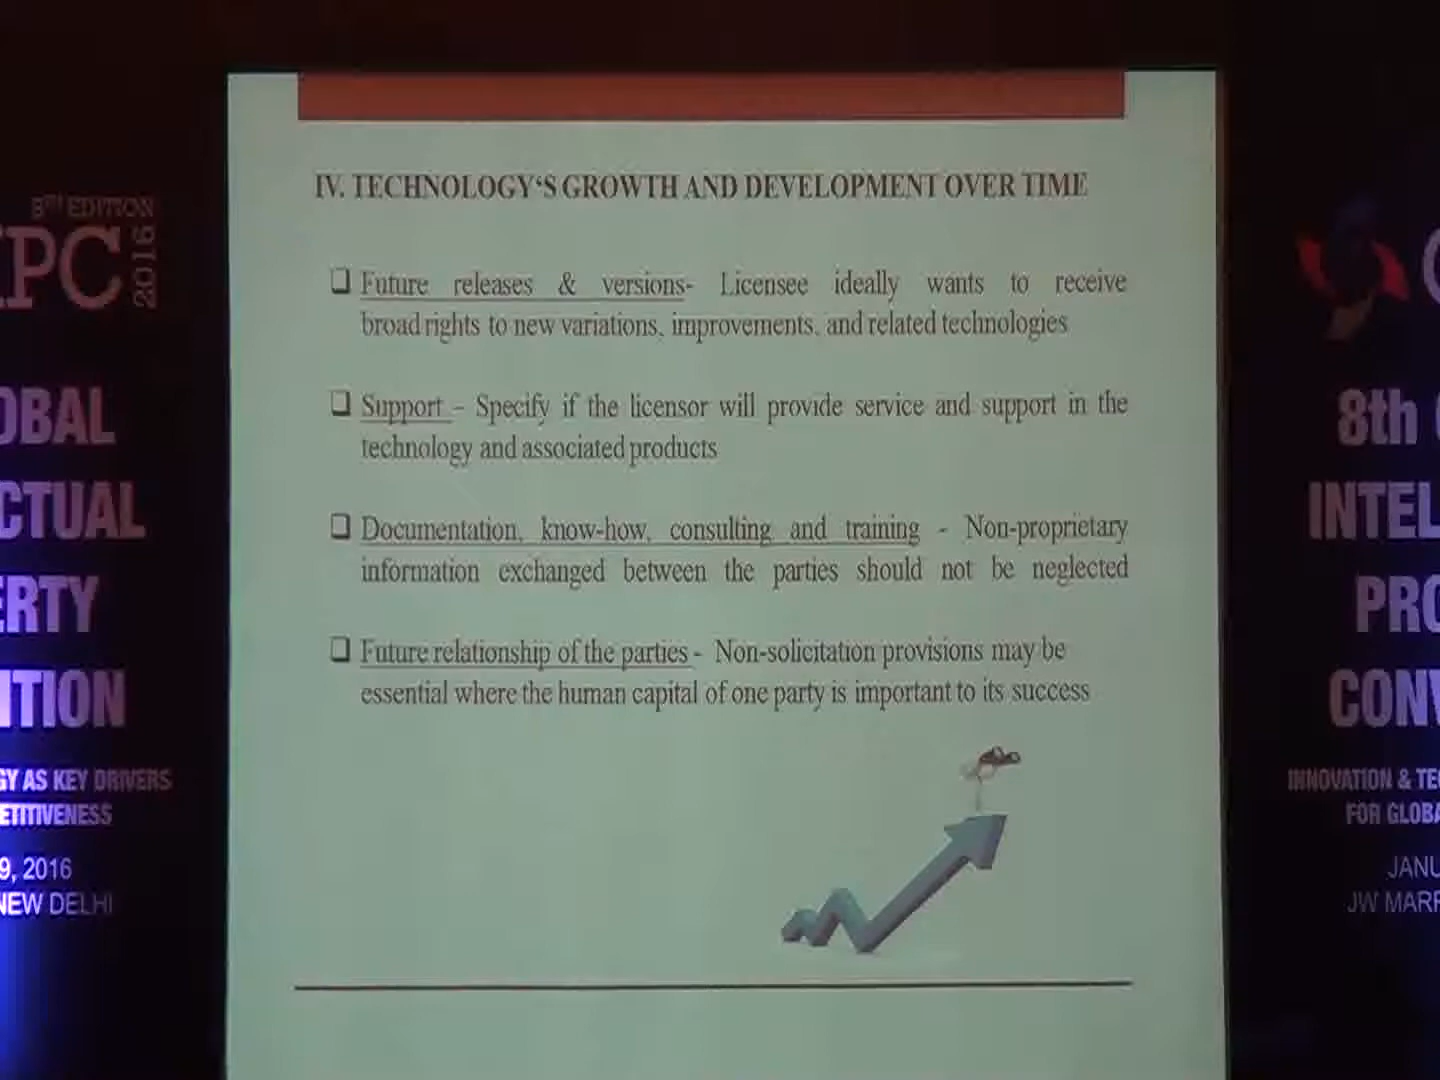 8TH EDITION
IPC
2016
OBAL
CTUAL
ERTY
NTION
GY AS KEY DRIVERS
ETITIVENESS
9, 2016
NEW DELHI
IV. TECHNOLOGY‘S GROWTH AND DEVELOPMENT OVER TIME
❑ Future releases & versions- Licensee ideally wants to receive
broad rights to new variations, improvements, and related technologies
❑ Support – Specify if the licensor will provide service and support in the
technology and associated products
❑ Documentation, know-how, consulting and training - Non-proprietary
information exchanged between the parties should not be neglected
❑ Future relationship of the parties - Non-solicitation provisions may be
essential where the human capital of one party is important to its success
8th
INTEL
PRO
CONV
INNOVATION & TE
FOR GLOBA
JANU
JW MARR